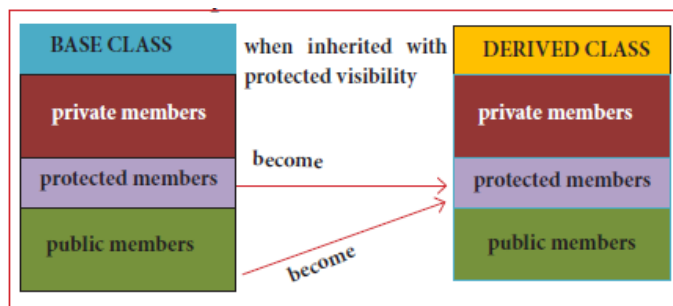 BASE CLASS
when inherited with
protected visibility
DERIVED CLASS
private members
private members
become
protected members
protected members
public members
become
public members